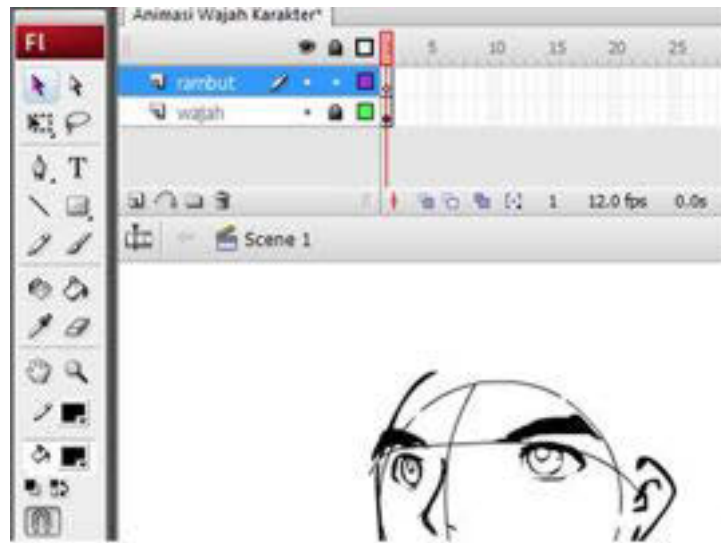 Animasi Wajah Karakter*
Fl
5 10 15 20 25
rambut
wajah
T
1 12.0 fps 0.0s
Scene 1